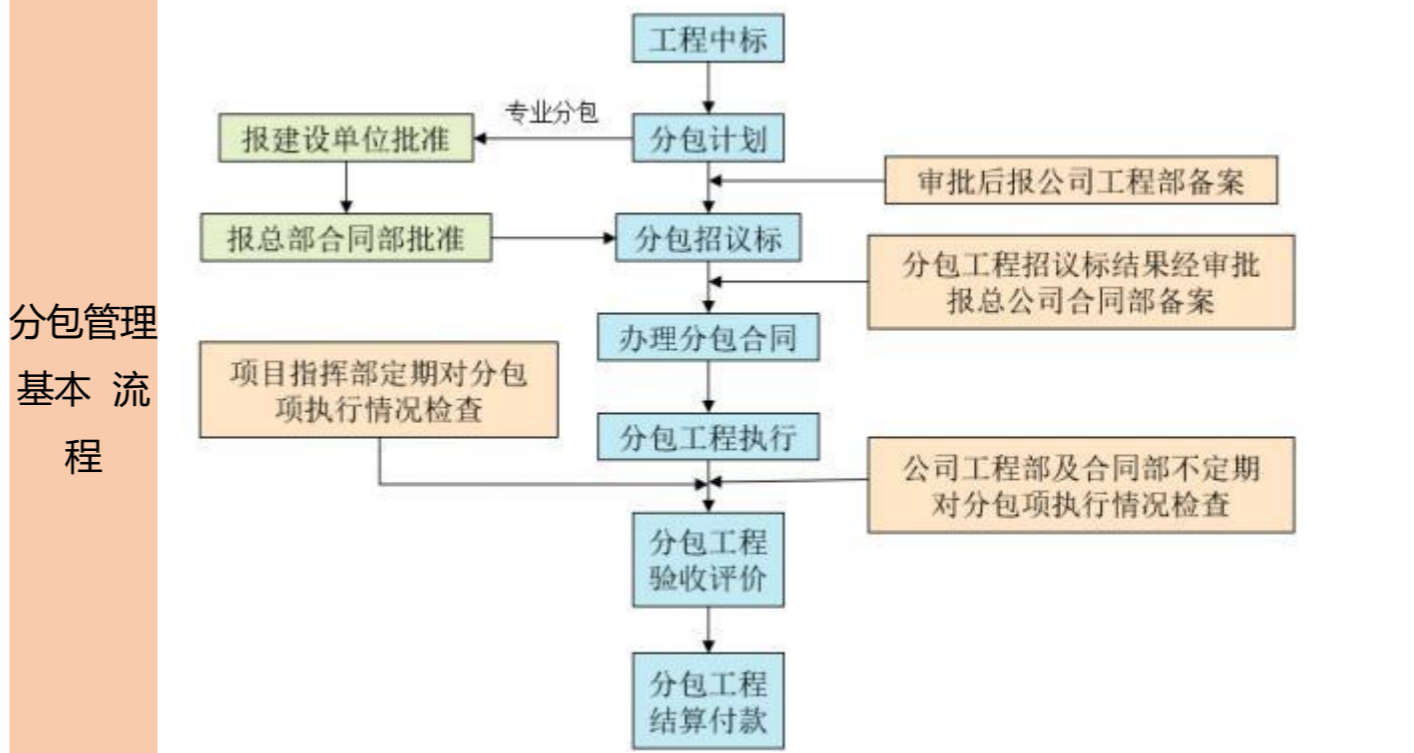 分包管理
基本 流
程
工程中标
专业分包
报建设单位批准
分包计划
审批后报公司工程部备案
报总部合同部批准
分包招议标
分包工程招议标结果经审批
报总公司合同部备案
办理分包合同
项目指挥部定期对分包
项执行情况检查
分包工程执行
公司工程部及合同部不定期
对分包项执行情况检查
分包工程
验收评价
分包工程
结算付款